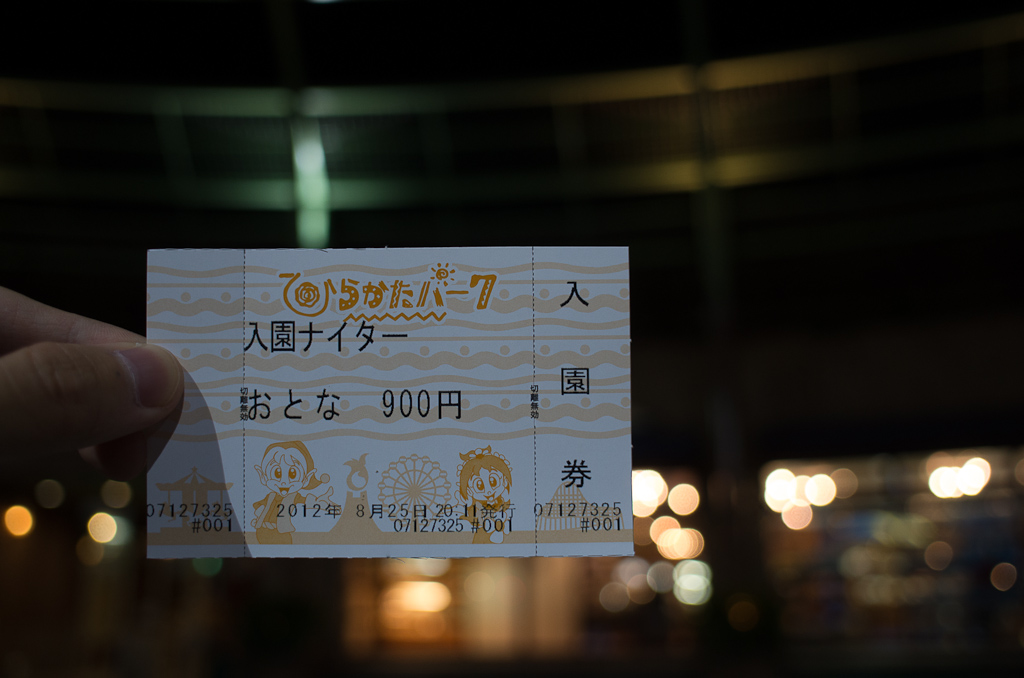 ひらかたパーク
入園ナイター
切離無効
おとな 900円
切離無効
2012年 8月25日 20:11発行
07127325 #001
07127325
#001
入園券
07127325
#001